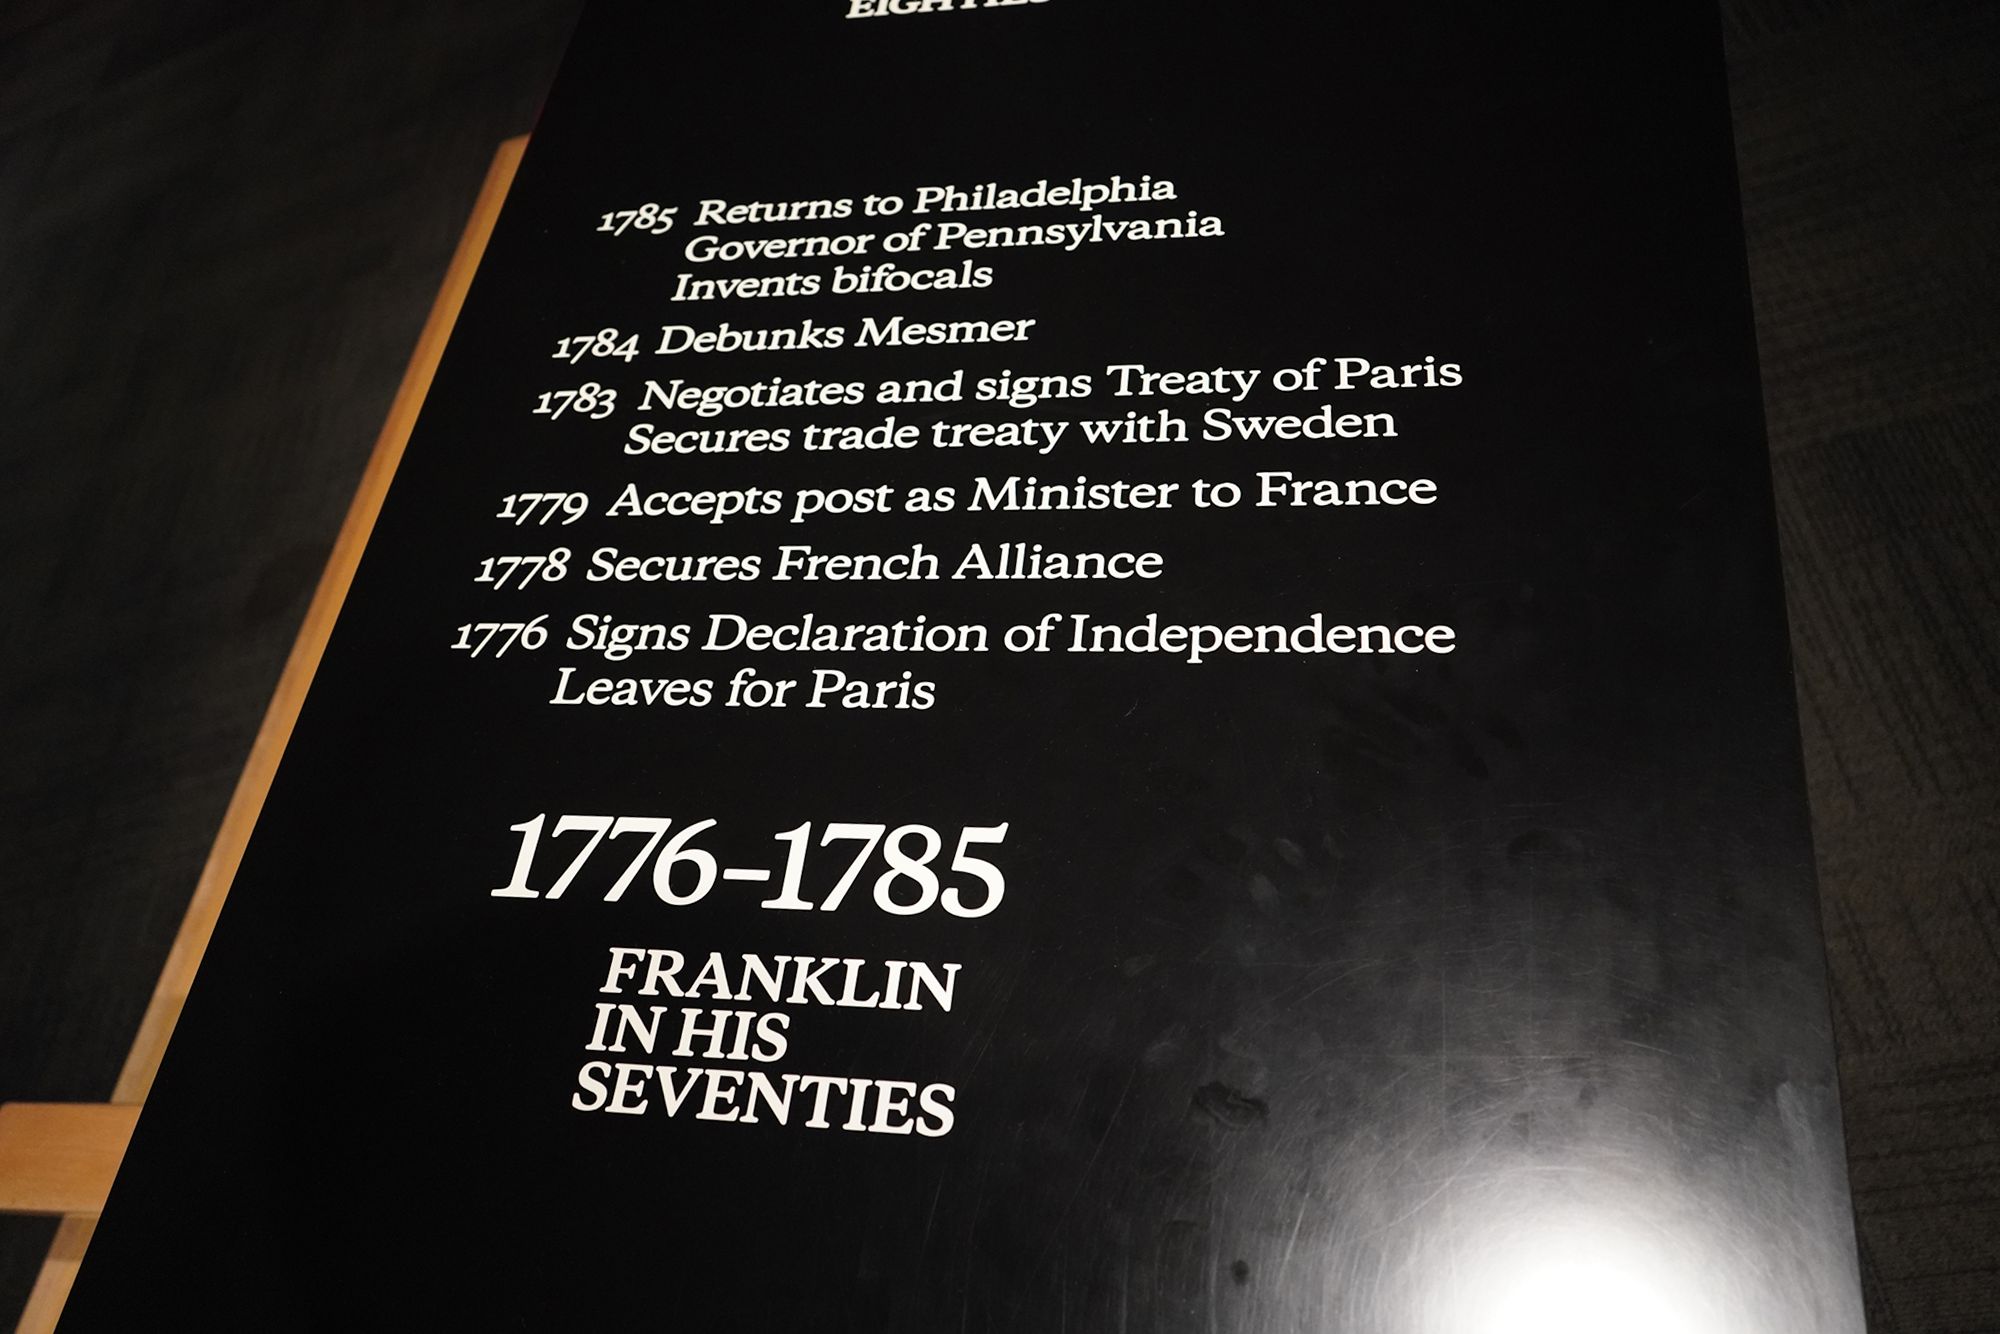 EIGHTIES
1785 Returns to Philadelphia
Governor of Pennsylvania
Invents bifocals
1784 Debunks Mesmer
1783 Negotiates and signs Treaty of Paris
Secures trade treaty with Sweden
1779 Accepts post as Minister to France
1778 Secures French Alliance
1776 Signs Declaration of Independence
Leaves for Paris
1776–1785
FRANKLIN
IN HIS
SEVENTIES